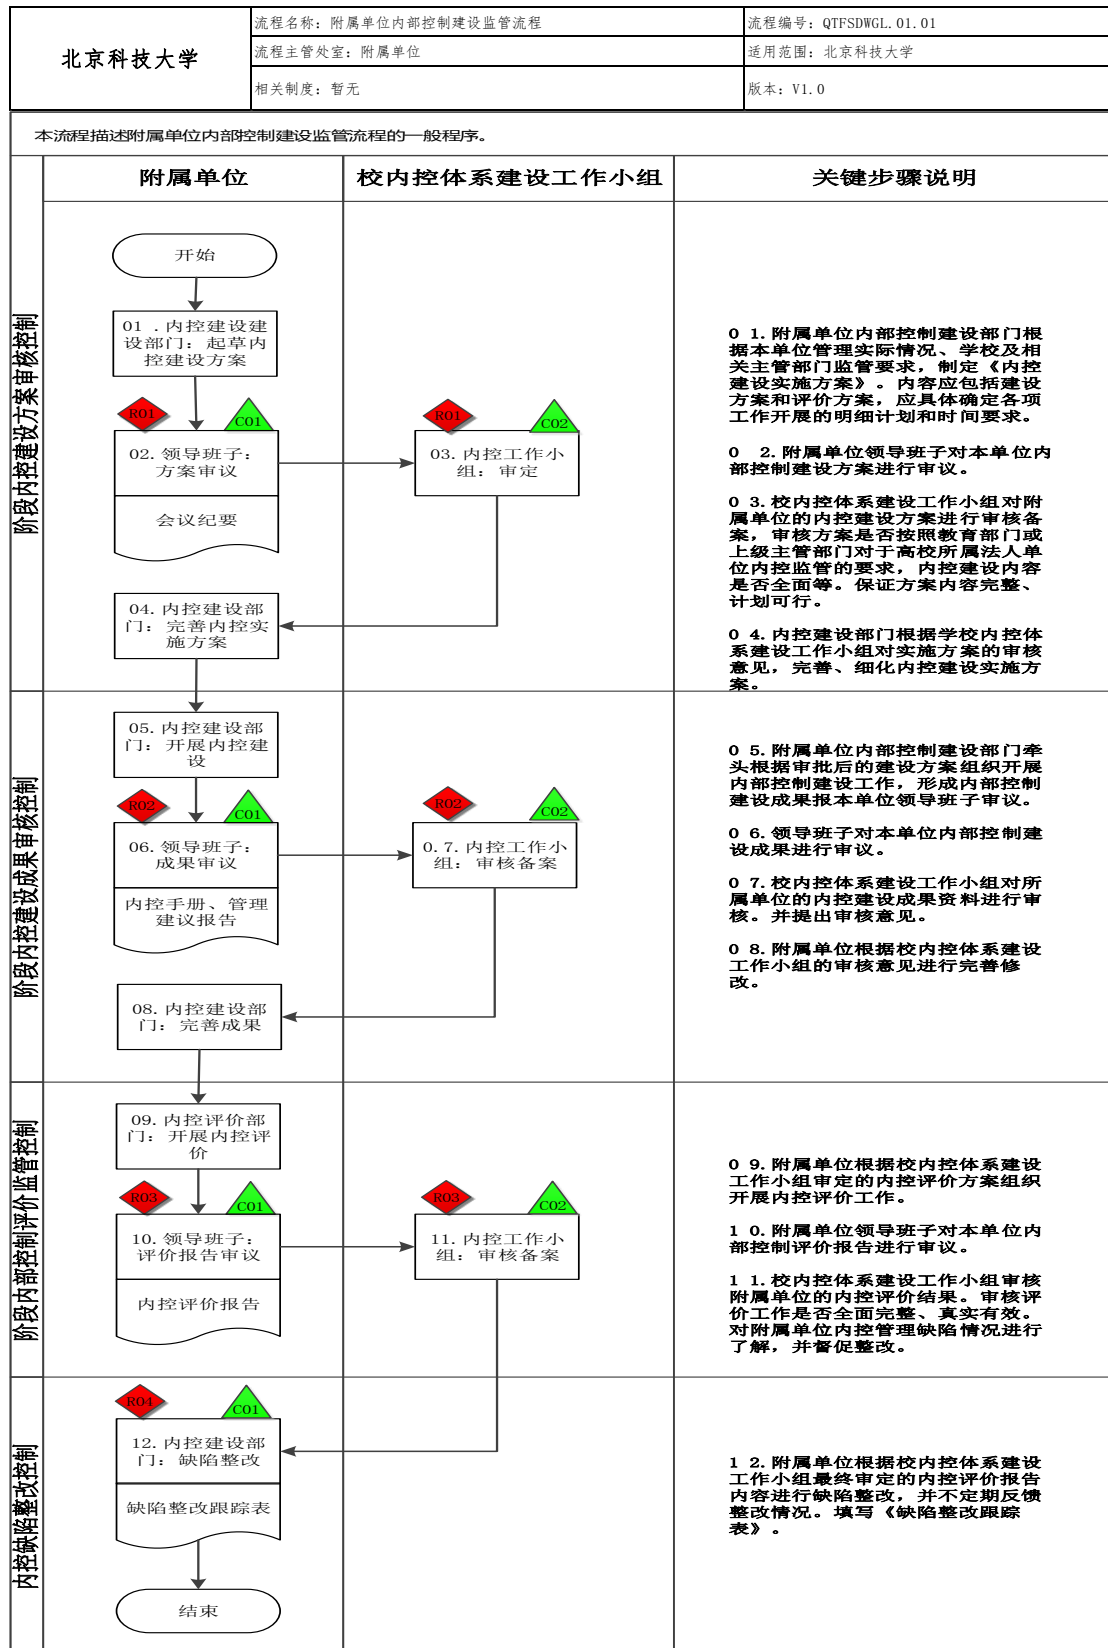 北京科技大学
流程名称：附属单位内部控制建设监管流程
流程编号：QTFSDWGL.01.01
流程主管处室：附属单位
适用范围：北京科技大学
相关制度：暂无
版本：V1.0
本流程描述附属单位内部控制建设监管流程的一般程序。
附属单位
校内控体系建设工作小组
关键步骤说明
阶段内控建设方案审核控制
开始
01 .内控建设建
设部门：起草内
控建设方案
R01
C01
02.领导班子：
方案审议
会议纪要
R01
C02
03.内控工作小
组：审定
04.内控建设部
门：完善内控实
施方案
0 1.附属单位内部控制建设部门根
据本单位管理实际情况、学校及相
关主管部门监管要求，制定《内控
建设实施方案》。内容应包括建设
方案和评价方案，应具体确定各项
工作开展的明细计划和时间要求。
0 2.附属单位领导班子对本单位内
部控制建设方案进行审议。
0 3.校内控体系建设工作小组对附
属单位的内控建设方案进行审核备
案，审核方案是否按照教育部门或
上级主管部门对于高校所属法人单
位内控监管的要求，内控建设内容
是否全面等。保证方案内容完整、
计划可行。
0 4.内控建设部门根据学校内控体
系建设工作小组对实施方案的审核
意见，完善、细化内控建设实施方
案。
阶段内控建设成果审核控制
05.内控建设部
门：开展内控建
设
R02
C01
06.领导班子：
成果审议
内控手册、管理
建议报告
R02
C02
0.7.内控工作小
组：审核备案
08.内控建设部
门：完善成果
0 5.附属单位内部控制建设部门牵
头根据审批后的建设方案组织开展
内部控制建设工作，形成内部控制
建设成果报本单位领导班子审议。
0 6.领导班子对本单位内部控制建
设成果进行审议。
0 7.校内控体系建设工作小组对所
属单位的内控建设成果资料进行审
核。并提出审核意见。
0 8.附属单位根据校内控体系建设
工作小组的审核意见进行完善修
改。
阶段内部控制评价监管控制
09.内控评价部
门：开展内控评
价
R03
C01
10.领导班子：
评价报告审议
内控评价报告
R03
C02
11.内控工作小
组：审核备案
0 9.附属单位根据校内控体系建设
工作小组审定的内控评价方案组织
开展内控评价工作。
1 0.附属单位领导班子对本单位内
部控制评价报告进行审议。
1 1.校内控体系建设工作小组审核
附属单位的内控评价结果。审核评
价工作是否全面完整、真实有效。
对附属单位内控管理缺陷情况进行
了解，并督促整改。
内控缺陷整改控制
R04
C01
12.内控建设部
门：缺陷整改
缺陷整改跟踪表
结束
1 2.附属单位根据校内控体系建设
工作小组最终审定的内控评价报告
内容进行缺陷整改，并不定期反馈
整改情况。填写《缺陷整改跟踪
表》。